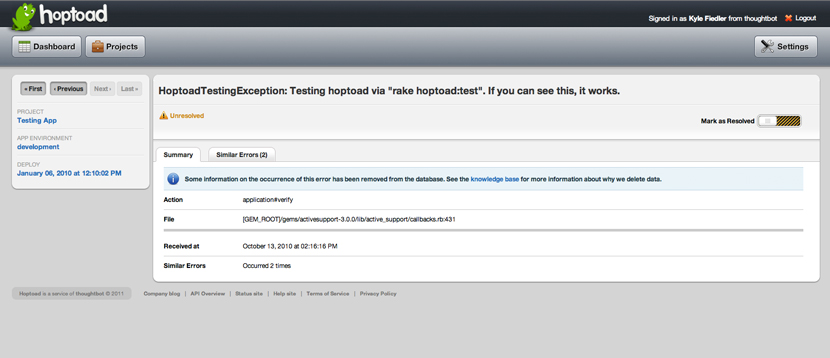 hoptoad
Signed in as Kyle Fiedler from thoughtbot Logout
Dashboard Projects Settings
« First ‹ Previous Next › Last »
PROJECT
Testing App
APP ENVIRONMENT
development
DEPLOY
January 06, 2010 at 12:10:02 PM
HoptoadTestingException: Testing hoptoad via "rake hoptoad:test". If you can see this, it works.
Unresolved
Mark as Resolved
Summary Similar Errors (2)
Some information on the occurrence of this error has been removed from the database. See the knowledge base for more information about why we delete data.
Action application#verify
File [GEM_ROOT]/gems/activesupport-3.0.0/lib/active_support/callbacks.rb:431
Received at October 13, 2010 at 02:16:16 PM
Similar Errors Occurred 2 times
Hoptoad is a service of thoughtbot © 2011 Company blog | API Overview | Status site | Help site | Terms of Service | Privacy Policy